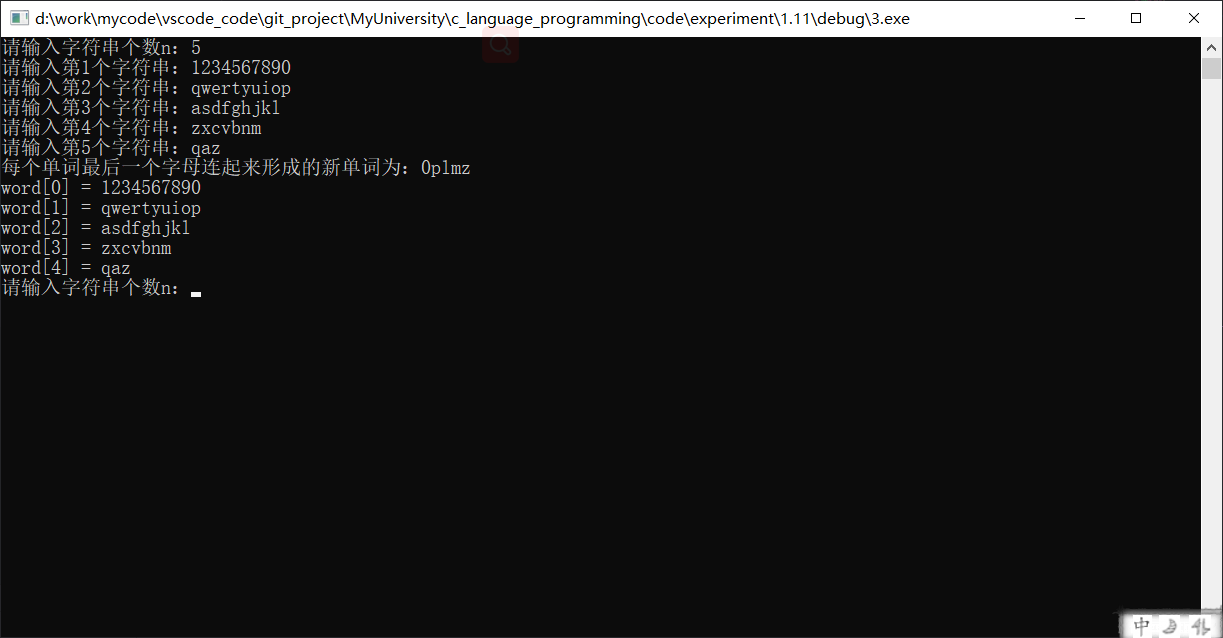 d:\work\mycode\vscode_code\git_project\MyUniversity\c_language_programming\code\experiment\1.11\debug\3.exe
请输入字符串个数n：5
请输入第1个字符串：1234567890
请输入第2个字符串：qwertyuiop
请输入第3个字符串：asdfghjkl
请输入第4个字符串：zxcvbnm
请输入第5个字符串：qaz
每个单词最后一个字母连起来形成的新单词为：0plmz
word[0] = 1234567890
word[1] = qwertyuiop
word[2] = asdfghjkl
word[3] = zxcvbnm
word[4] = qaz
请输入字符串个数n：
中